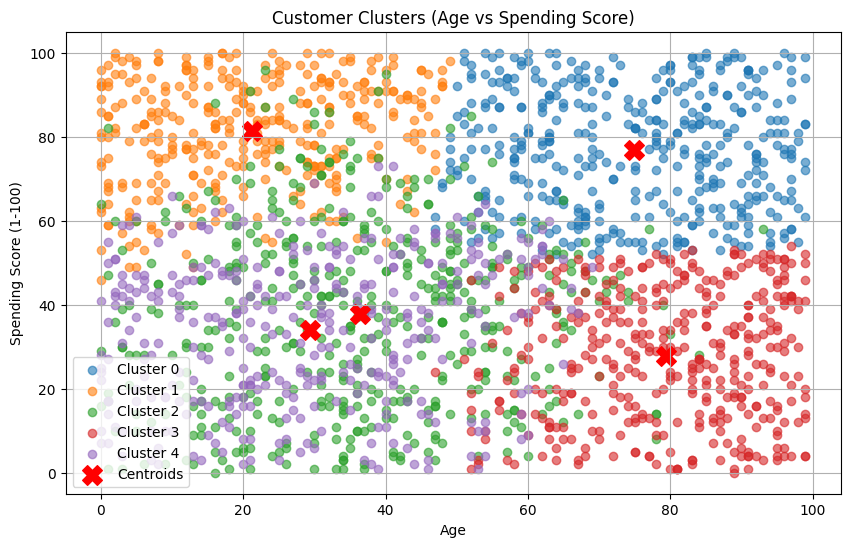 Customer Clusters (Age vs Spending Score)
100
80
60
40
20
0
Spending Score (1-100)
Cluster 0
Cluster 1
Cluster 2
Cluster 3
Cluster 4
Centroids
0 20 40 60 80 100
Age